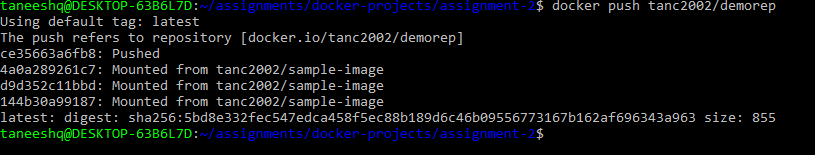 taneeshq@DESKTOP-63B6L7D:~/assignments/docker-projects/assignment-2$ docker push tanc2002/demorep
Using default tag: latest
The push refers to repository [docker.io/tanc2002/demorep]
ce35663a6fb8: Pushed
4a0a289261c7: Mounted from tanc2002/sample-image
d9d352c11bbd: Mounted from tanc2002/sample-image
144b30a99187: Mounted from tanc2002/sample-image
latest: digest: sha256:5bd8e332fec547edca458f5ec88b189d6c46b09556773167b162af696343a963 size: 855
taneeshq@DESKTOP-63B6L7D:~/assignments/docker-projects/assignment-2$